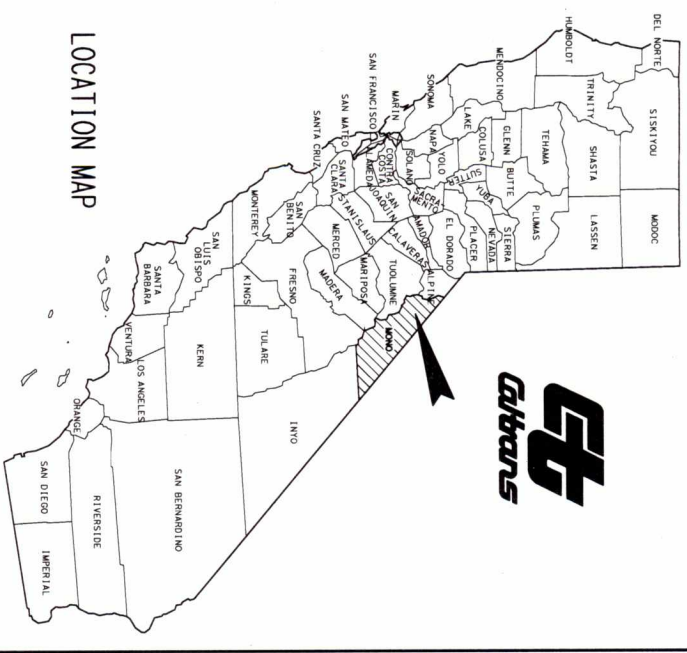 DEL NORTE
SISKIYOU
MODOC
HUMBOLDT
TRINITY
SHASTA
LASSEN
TEHAMA
PLUMAS
MENDOCINO
GLENN
BUTTE
SIERRA
LAKE
COLUSA
SUTTER
YUBA
NEVADA
PLACER
SONOMA
NAPA
YOLO
EL DORADO
SACRA-
MENTO
AMADOR
ALPINE
MARIN
SOLANO
CALAVERAS
SAN FRANCISCO
CONTRA
COSTA
SAN
JOAQUIN
TUOLUMNE
MONO
SAN MATEO
ALAMEDA
STANISLAUS
MARIPOSA
SANTA CRUZ
SANTA
CLARA
MERCED
MADERA
SAN
BENITO
MONTEREY
FRESNO
KINGS
TULARE
INYO
SAN
LUIS
OBISPO
KERN
SANTA
BARBARA
VENTURA
LOS ANGELES
SAN BERNARDINO
ORANGE
RIVERSIDE
SAN DIEGO
IMPERIAL
Ct
Caltrans
LOCATION MAP